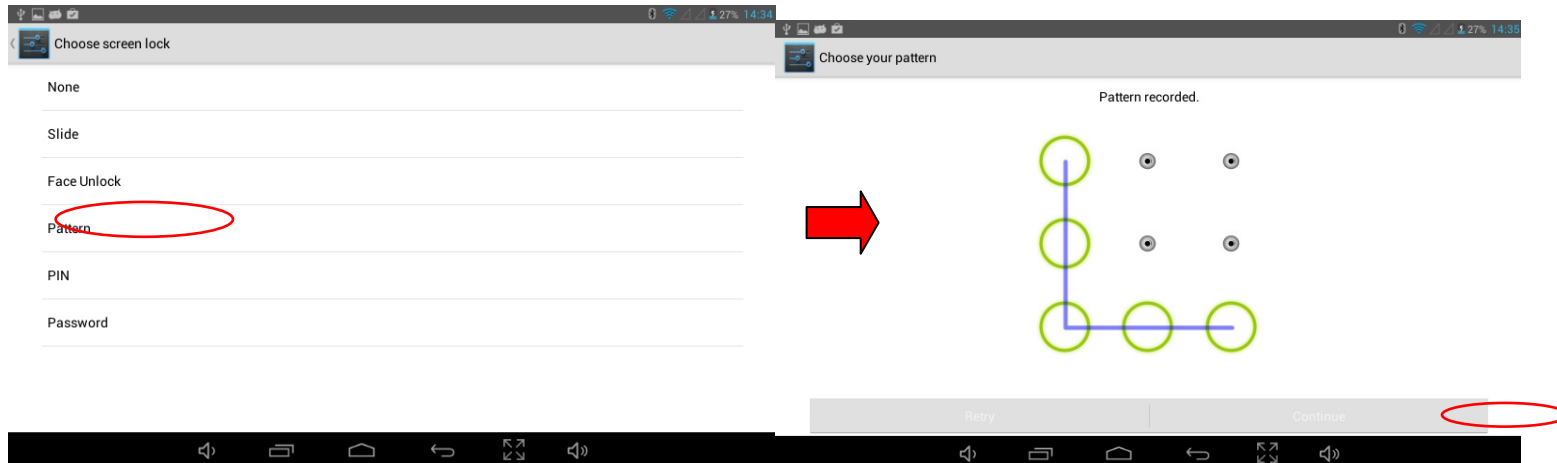 27% 14:34
Choose screen lock
None
Slide
Face Unlock
Pattern
PIN
Password
27% 14:35
Choose your pattern
Pattern recorded.
Retry
Continue